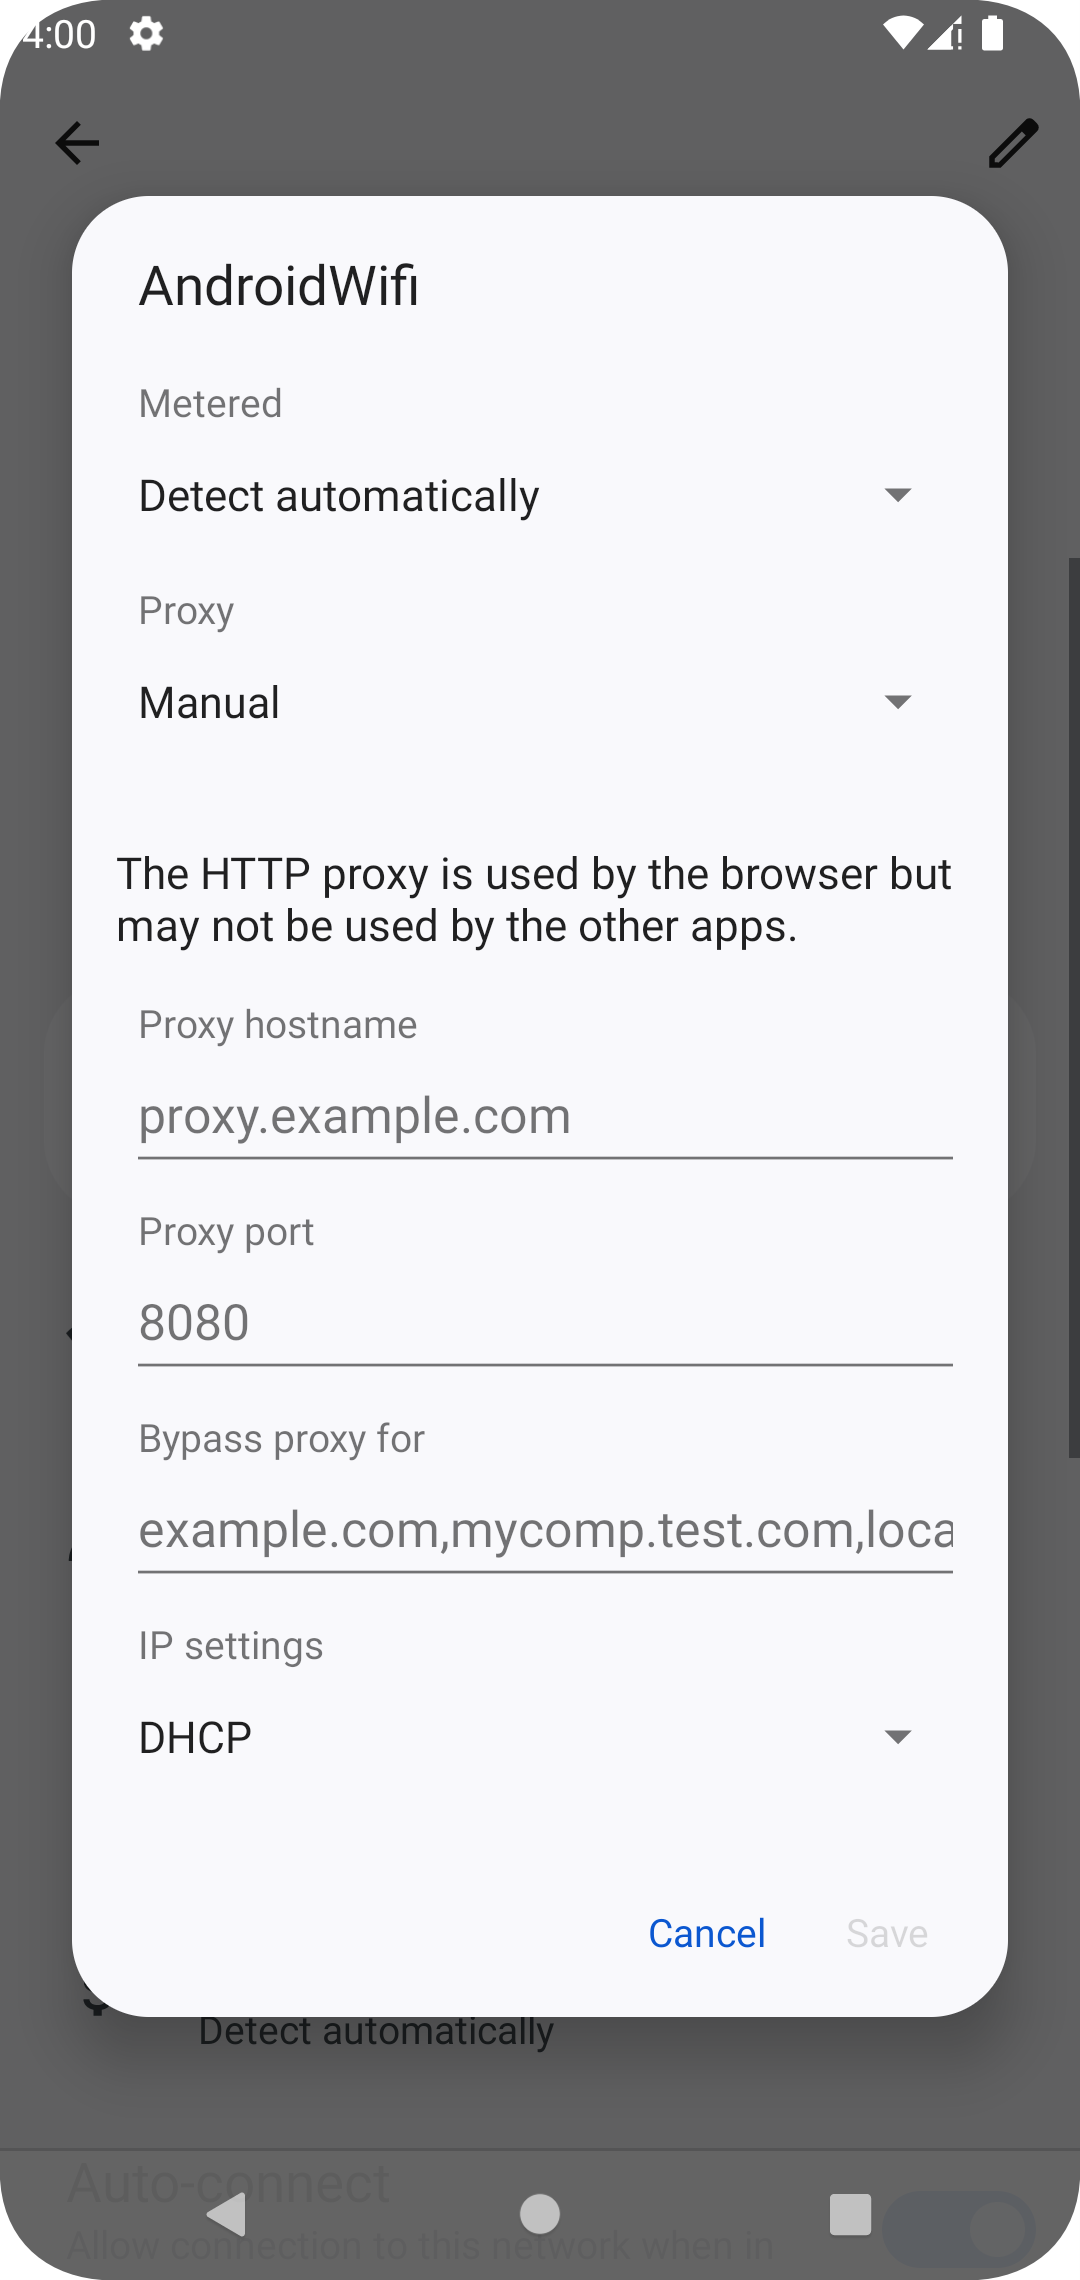 4:00
AndroidWifi
Metered
Detect automatically
Proxy
Manual
The HTTP proxy is used by the browser but
may not be used by the other apps.
Proxy hostname
proxy.example.com
Proxy port
8080
Bypass proxy for
example.com,mycomp.test.com,loca
IP settings
DHCP
Cancel Save
Detect automatically
Auto-connect
Allow connection to this network when in